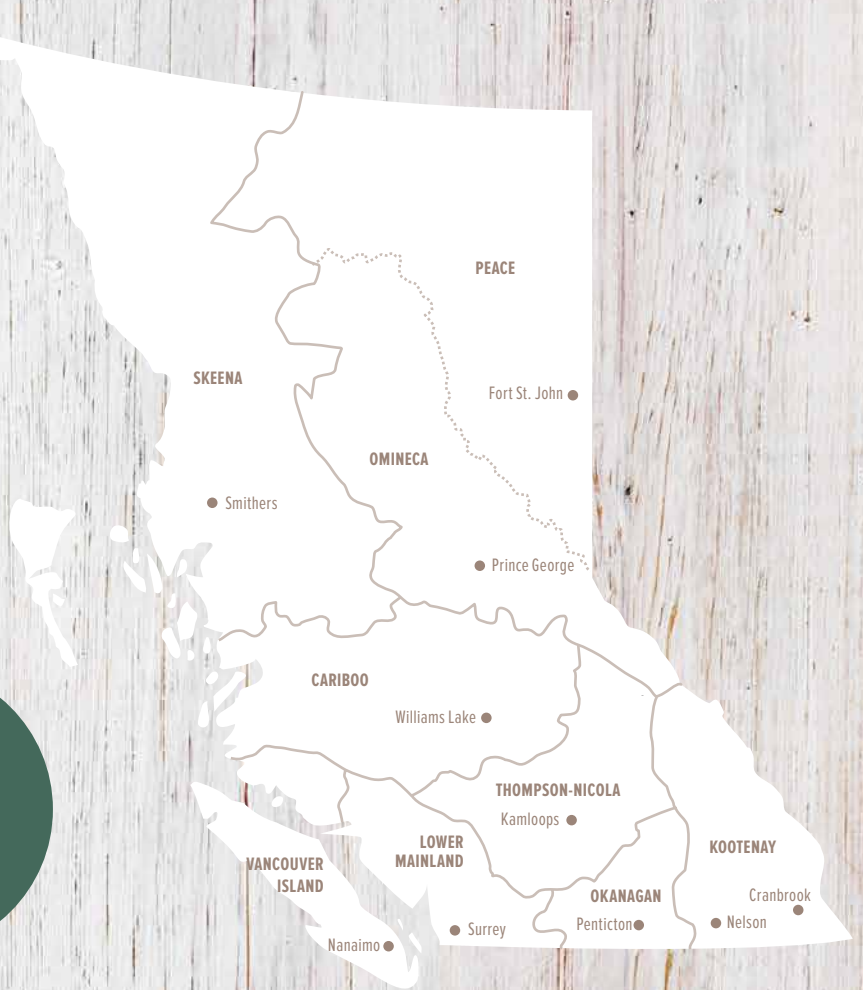 PEACE
SKEENA
Fort St. John
OMINECA
Smithers
Prince George
CARIBOO
Williams Lake
THOMPSON-NICOLA
Kamloops
LOWER
MAINLAND
KOOTENAY
VANCOUVER
ISLAND
OKANAGAN
Cranbrook
Penticton
Nelson
Surrey
Nanaimo